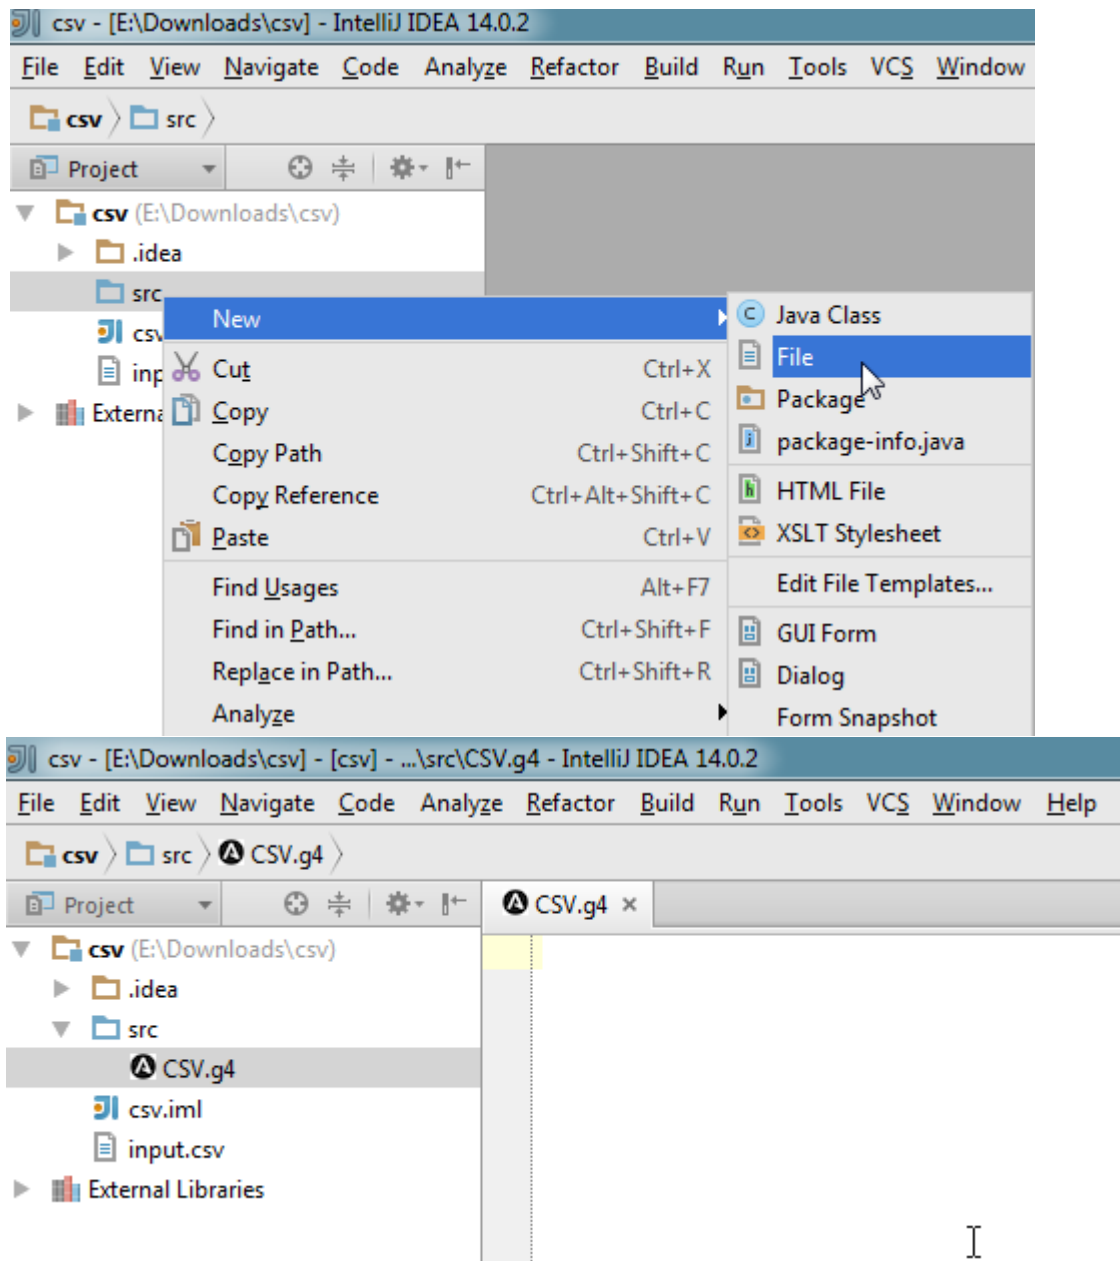 csv - [E:\Downloads\csv] - IntelliJ IDEA 14.0.2
File Edit View Navigate Code Analyze Refactor Build Run Tools VCS Window
csv src
Project
csv (E:\Downloads\csv)
.idea
src
New
Java Class
csv
File
inp
Cut Ctrl+X
Package
Externa
Copy Ctrl+C
package-info.java
Copy Path Ctrl+Shift+C
Copy Reference Ctrl+Alt+Shift+C
HTML File
Paste Ctrl+V
XSLT Stylesheet
Find Usages Alt+F7
Edit File Templates...
Find in Path... Ctrl+Shift+F
GUI Form
Replace in Path... Ctrl+Shift+R
Dialog
Analyze
Form Snapshot
csv - [E:\Downloads\csv] - [csv] - ...\src\CSV.g4 - IntelliJ IDEA 14.0.2
File Edit View Navigate Code Analyze Refactor Build Run Tools VCS Window Help
csv src CSV.g4
Project
CSV.g4 ×
csv (E:\Downloads\csv)
.idea
src
CSV.g4
csv.iml
input.csv
External Libraries